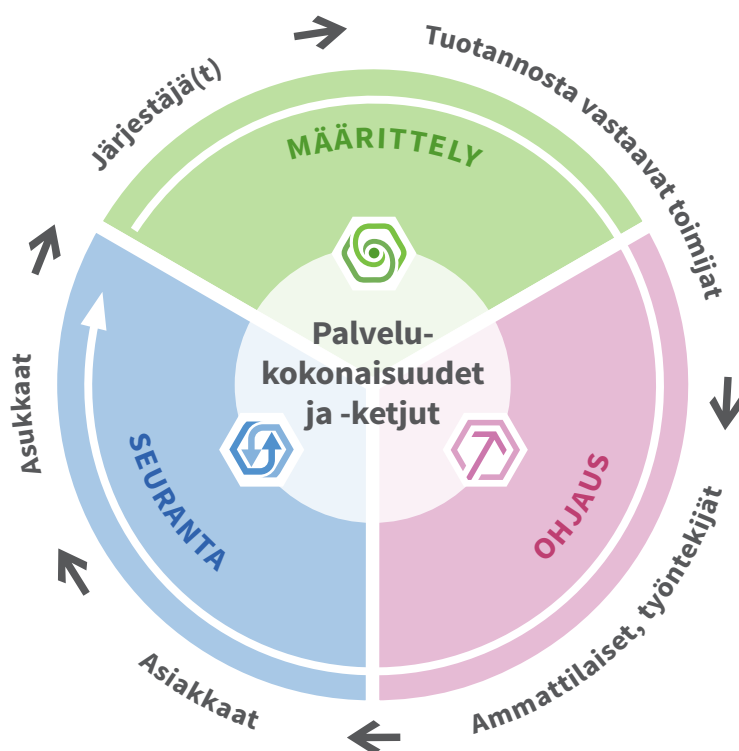 Järjestäjä(t)
Tuotannosta vastaavat toimijat
MÄÄRITTELY
Palvelu-
kokonaisuudet
ja -ketjut
Asukkaat
SEURANTA
OHJAUS
Asiakkaat
Ammattilaiset, työntekijät